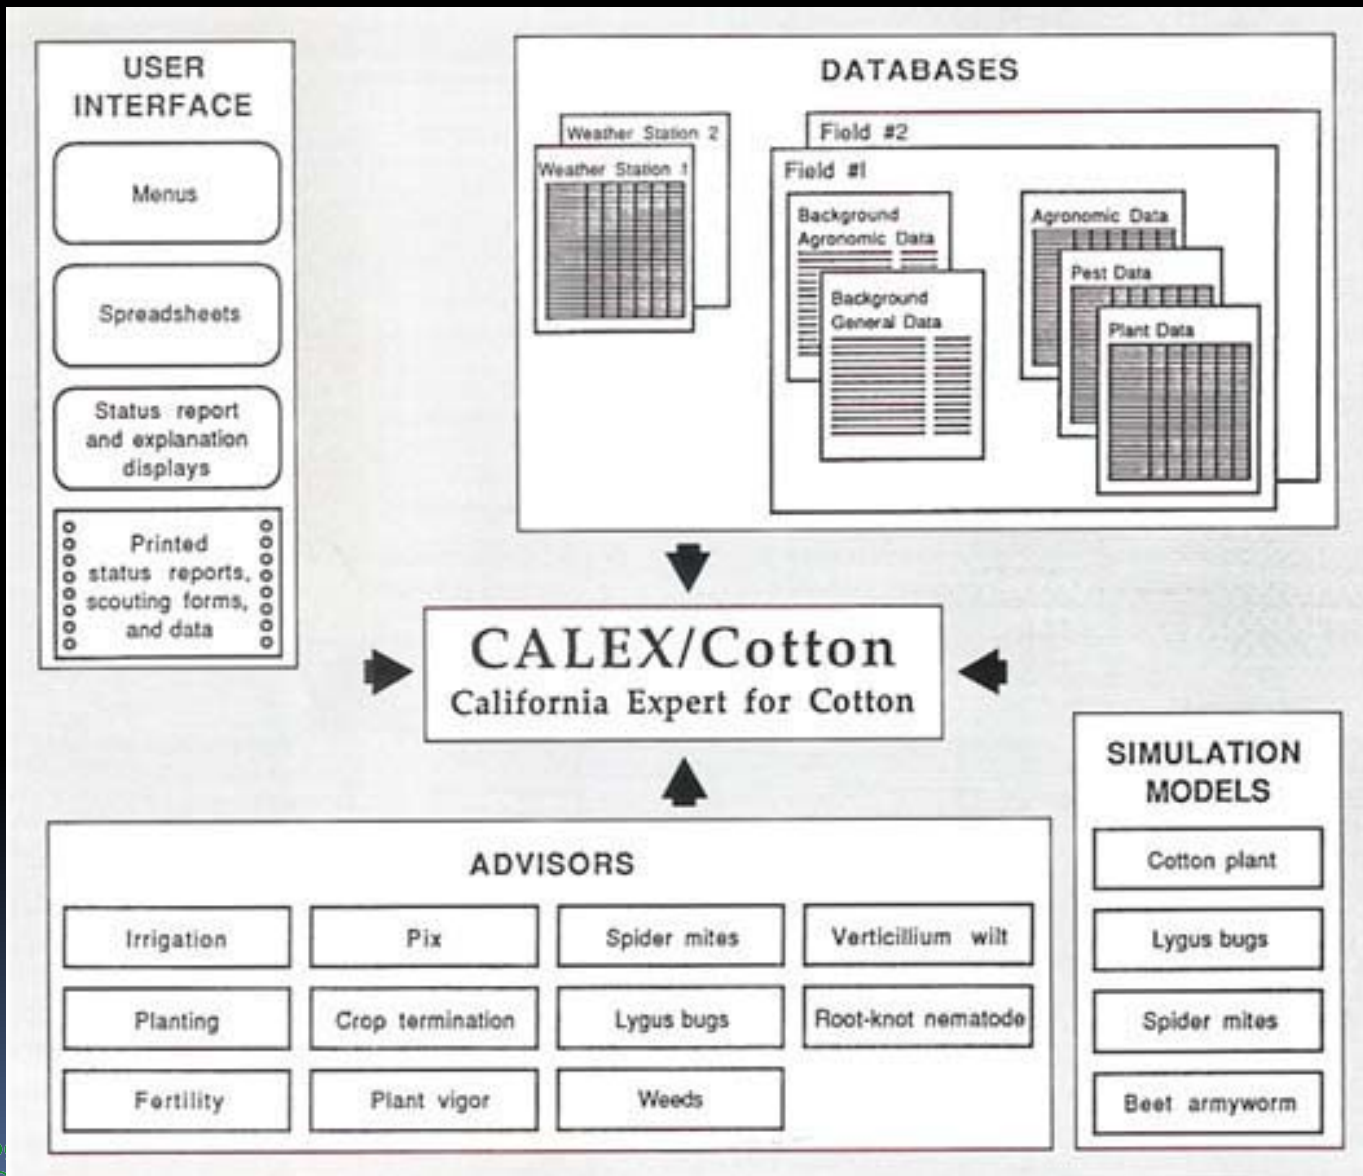 USER
INTERFACE
Menus
Spreadsheets
Status report
and explanation
displays
Printed
status reports,
scouting forms,
and data
DATABASES
Weather Station 2
Weather Station 1
Field #2
Field #1
Background
Agronomic Data
Background
General Data
Agronomic Data
Pest Data
Plant Data
CALEX/Cotton
California Expert for Cotton
ADVISORS
Irrigation
Pix
Spider mites
Verticillium wilt
Planting
Crop termination
Lygus bugs
Root-knot nematode
Fertility
Plant vigor
Weeds
SIMULATION
MODELS
Cotton plant
Lygus bugs
Spider mites
Beet armyworm